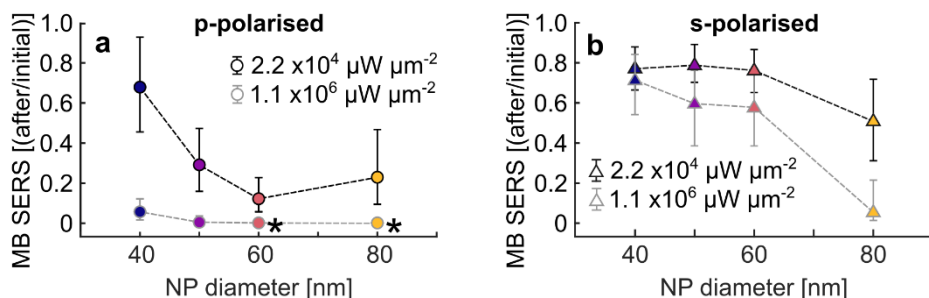 p-polarised
a
2.2 x10⁴ µW µm⁻²
1.1 x10⁶ µW µm⁻²
MB SERS [(after/initial)]
1.0
0.8
0.6
0.4
0.2
0
* *
40 60 80
NP diameter [nm]
s-polarised
b
2.2 x10⁴ µW µm⁻²
1.1 x10⁶ µW µm⁻²
MB SERS [(after/initial)]
1.0
0.8
0.6
0.4
0.2
0
40 60 80
NP diameter [nm]